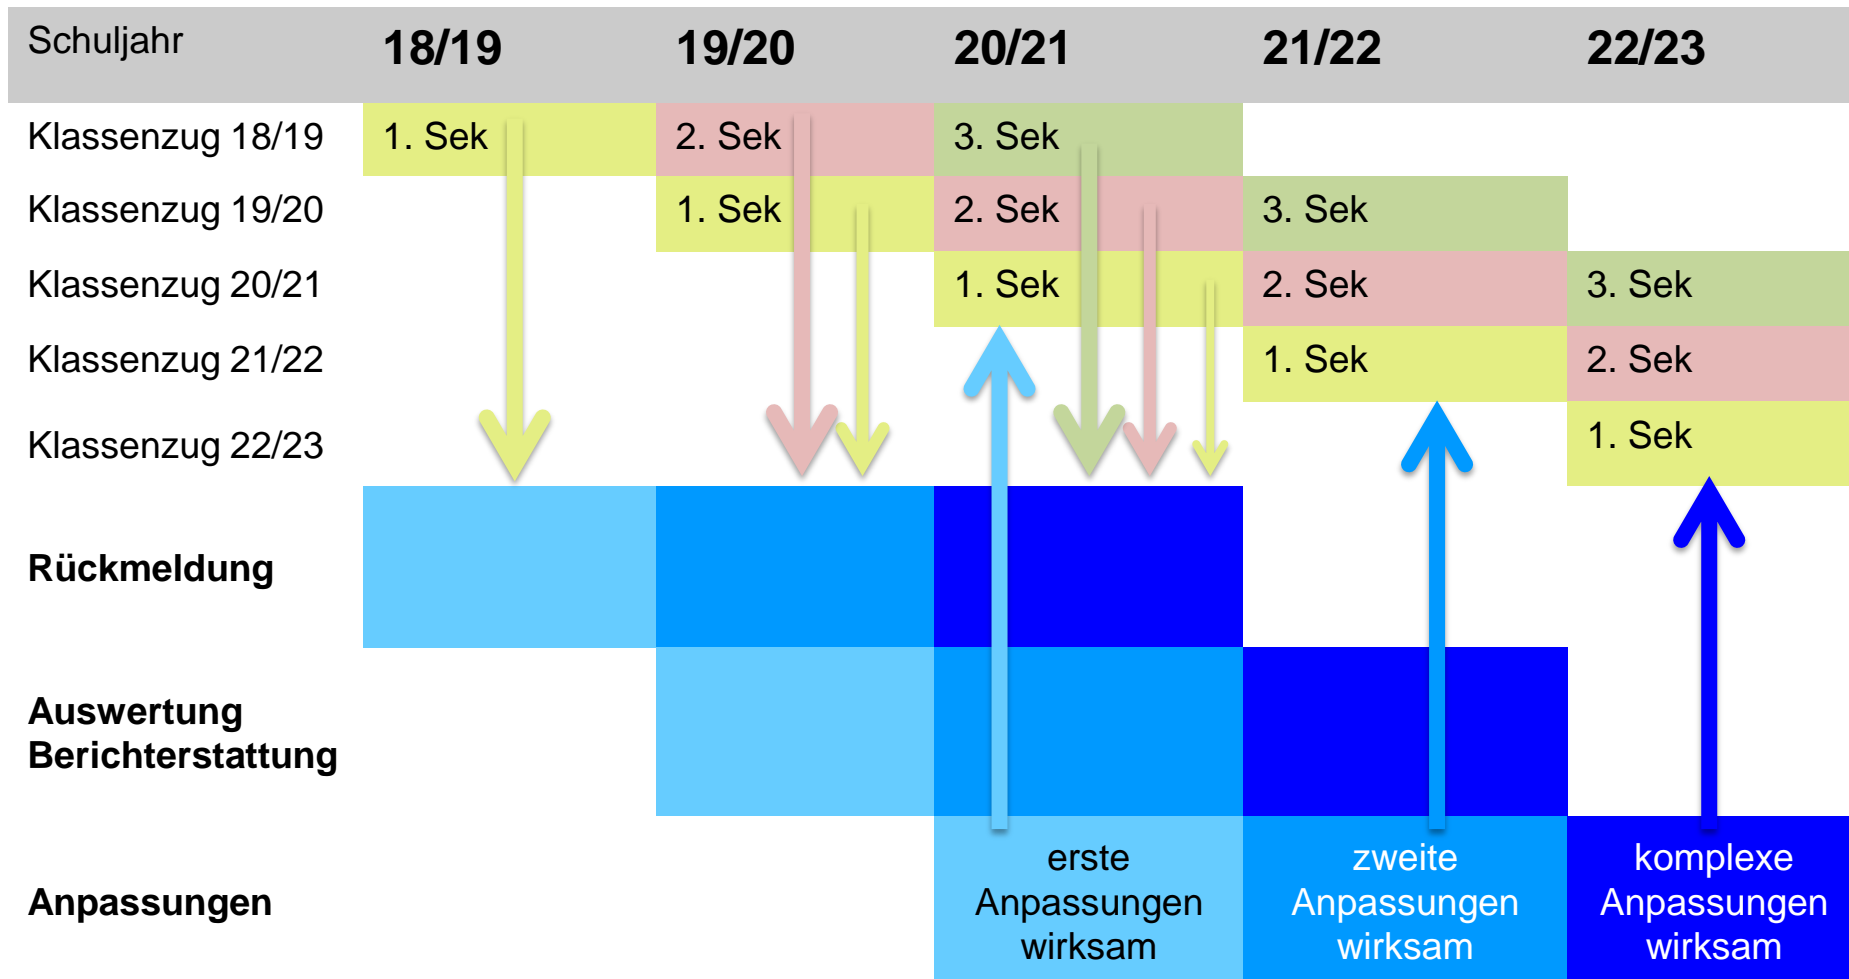 Schuljahr 18/19 19/20 20/21 21/22 22/23
Klassenzug 18/19 1. Sek 2. Sek 3. Sek
Klassenzug 19/20 1. Sek 2. Sek 3. Sek
Klassenzug 20/21 1. Sek 2. Sek 3. Sek
Klassenzug 21/22 1. Sek 2. Sek
Klassenzug 22/23 1. Sek
Rückmeldung
Auswertung
Berichterstattung
Anpassungen
erste
Anpassungen
wirksam
zweite
Anpassungen
wirksam
komplexe
Anpassungen
wirksam